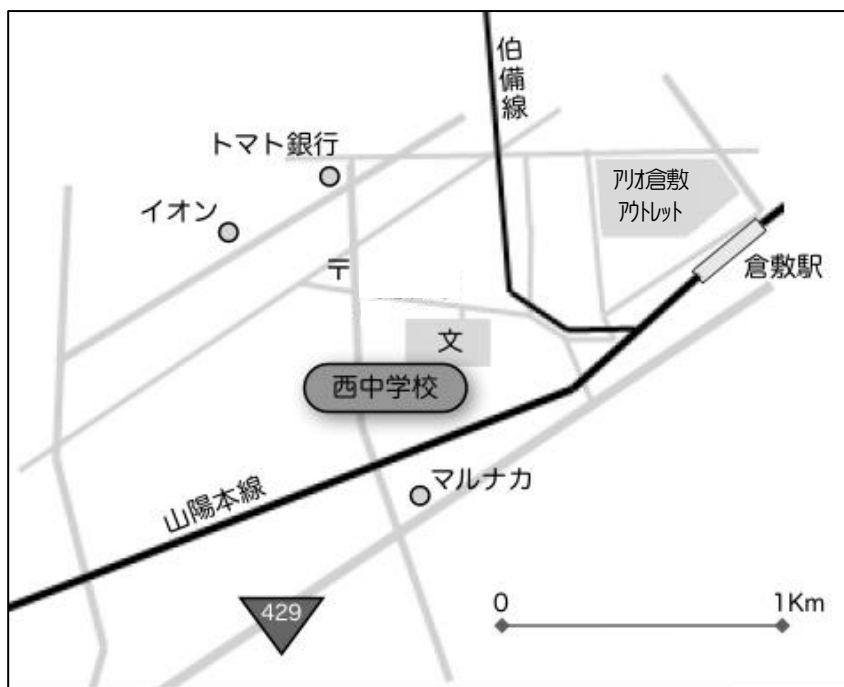 伯備線
トマト銀行
アリオ倉敷
アウトレット
イオン
〒
倉敷駅
文
西中学校
マルナカ
山陽本線
429
0 1Km